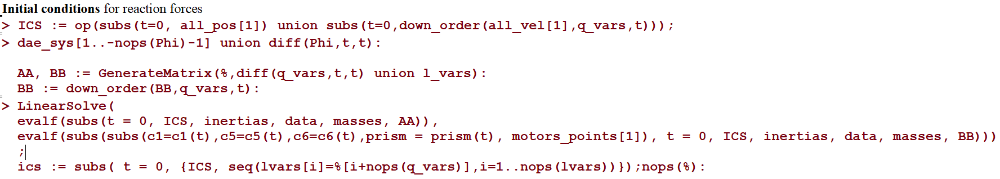 Initial conditions for reaction forces
> ICS := op(subs(t=0, all_pos[1]) union subs(t=0,down_order(all_vel[1],q_vars,t)));
> dae_sys[1..-nops(Phi)-1] union diff(Phi,t,t):
AA, BB := GenerateMatrix(%,diff(q_vars,t,t) union l_vars):
BB := down_order(BB,q_vars,t):
> LinearSolve(
evalf(subs(t = 0, ICS, inertias, data, masses, AA)),
evalf(subs(subs(c1=c1(t),c5=c5(t),c6=c6(t),prism = prism(t), motors_points[1]), t = 0, ICS, inertias, data, masses, BB)))
;
ics := subs( t = 0, {ICS, seq(lvars[i]=%[i+nops(q_vars)],i=1..nops(lvars))});nops(%):